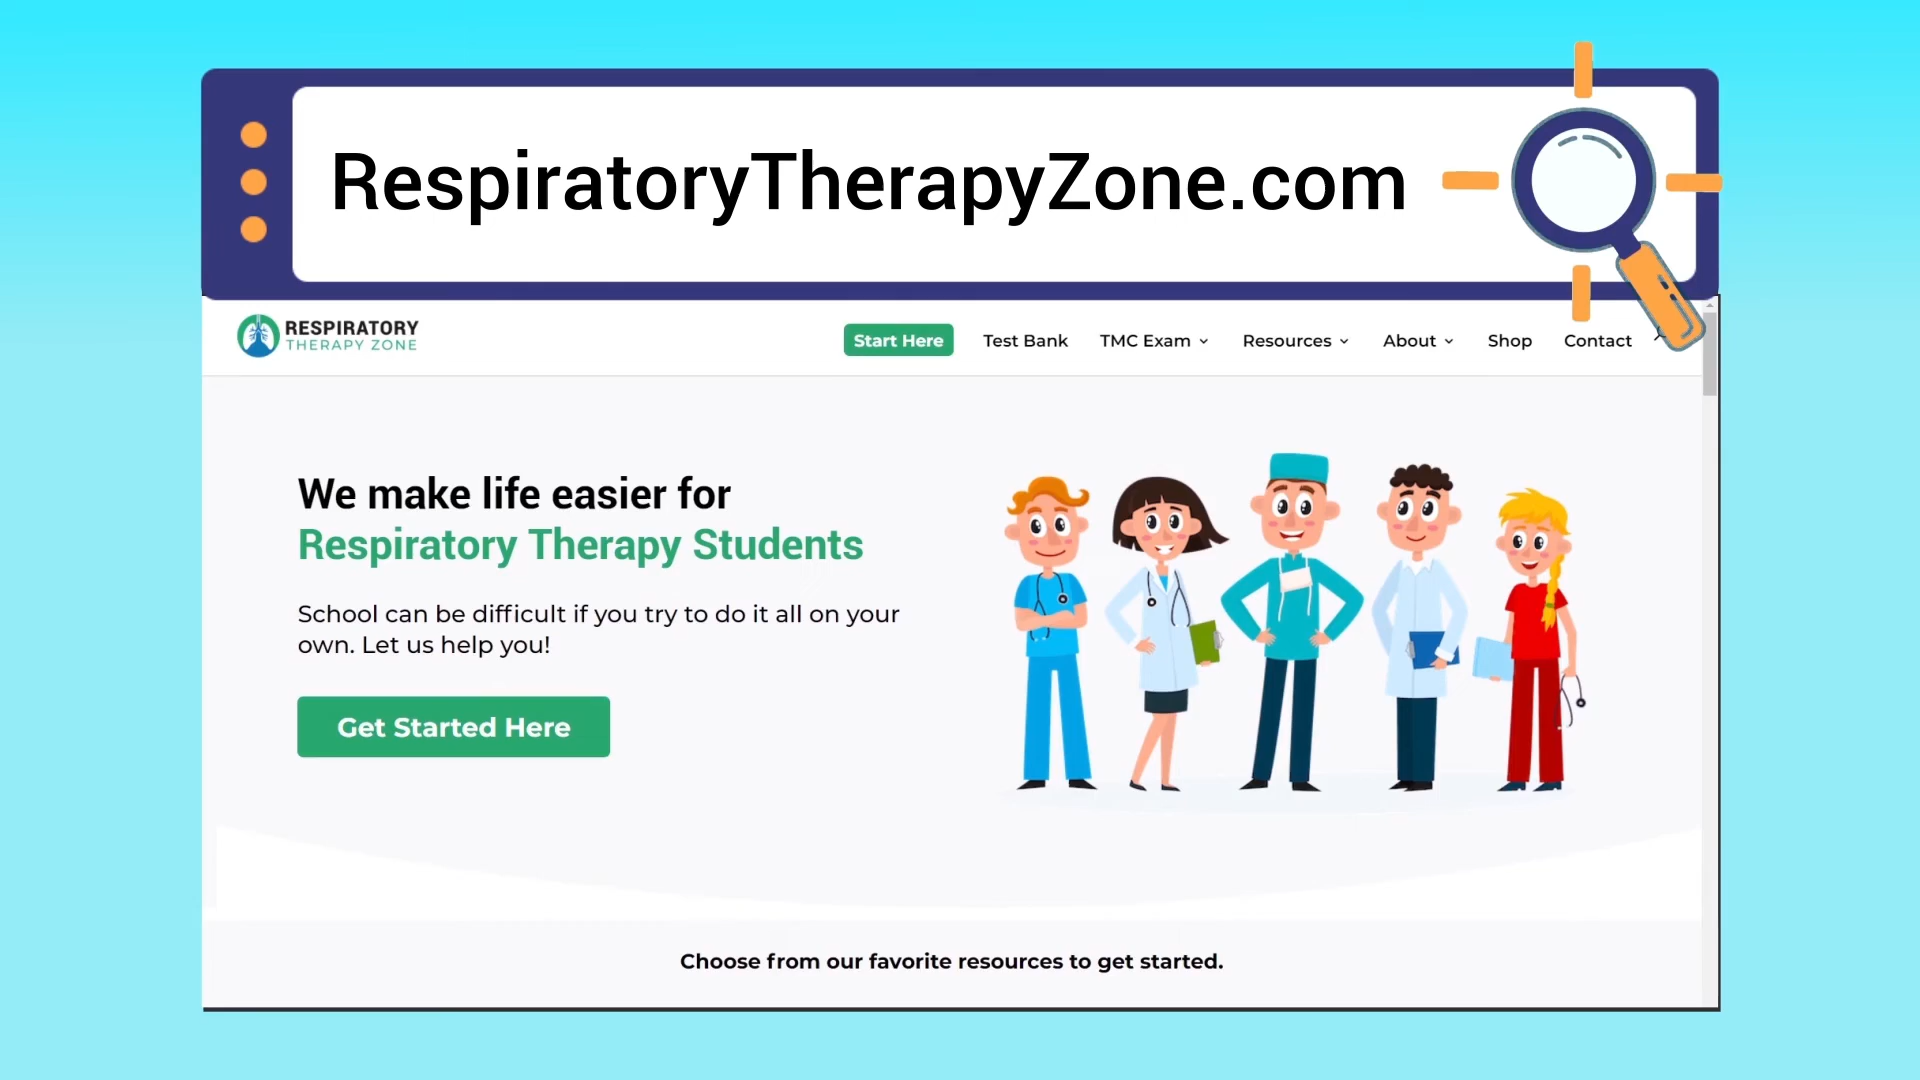 RespiratoryTherapyZone.com
RESPIRATORY
THERAPY ZONE
Start Here
Test Bank
TMC Exam
Resources
About
Shop
Contact
We make life easier for
Respiratory Therapy Students
School can be difficult if you try to do it all on your
own. Let us help you!
Get Started Here
Choose from our favorite resources to get started.